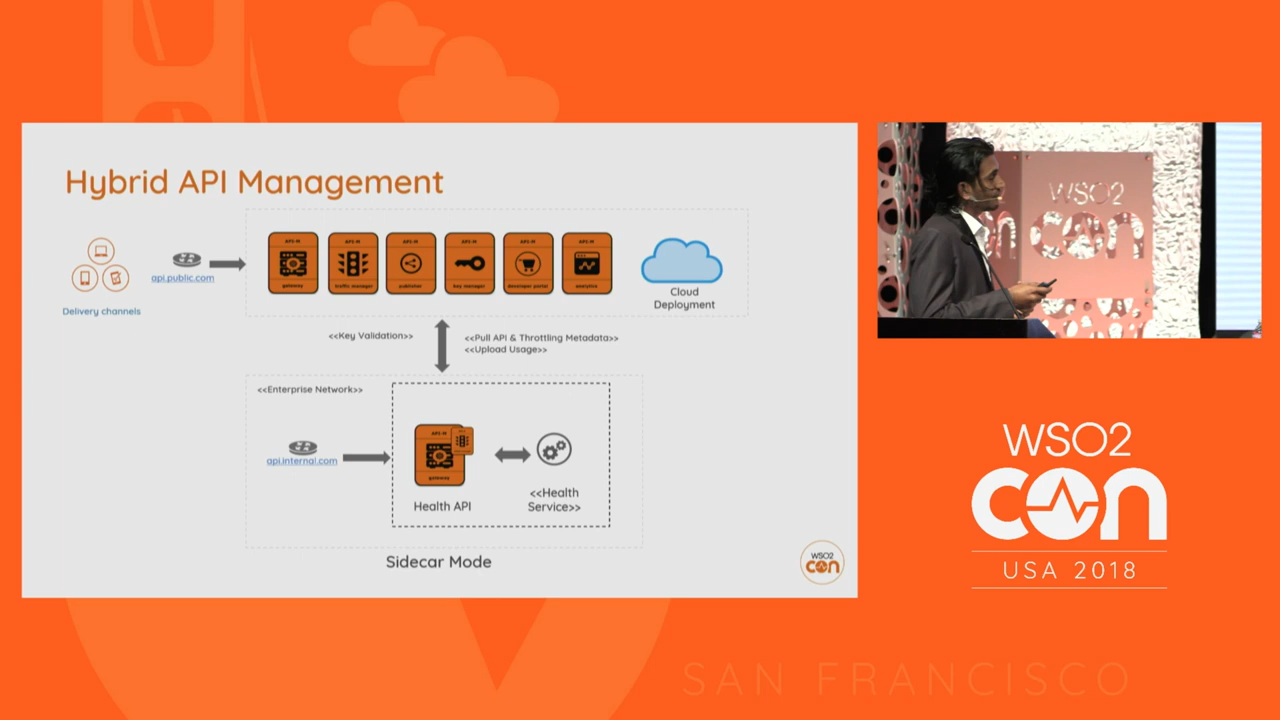 Hybrid API Management
API-M
gateway
API-M
traffic manager
API-M
publisher
API-M
key manager
API-M
developer portal
API-M
analytics
api.public.com
Delivery channels
Cloud
Deployment
<<Key Validation>>
<<Pull API & Throttling Metadata>>
<<Upload Usage>>
<<Enterprise Network>>
api.internal.com
API-M
gateway
Health API
<<Health
Service>>
Sidecar Mode
WSO2
con
WSO2
CON
WSO2
con
USA 2018
SAN FRANCISCO